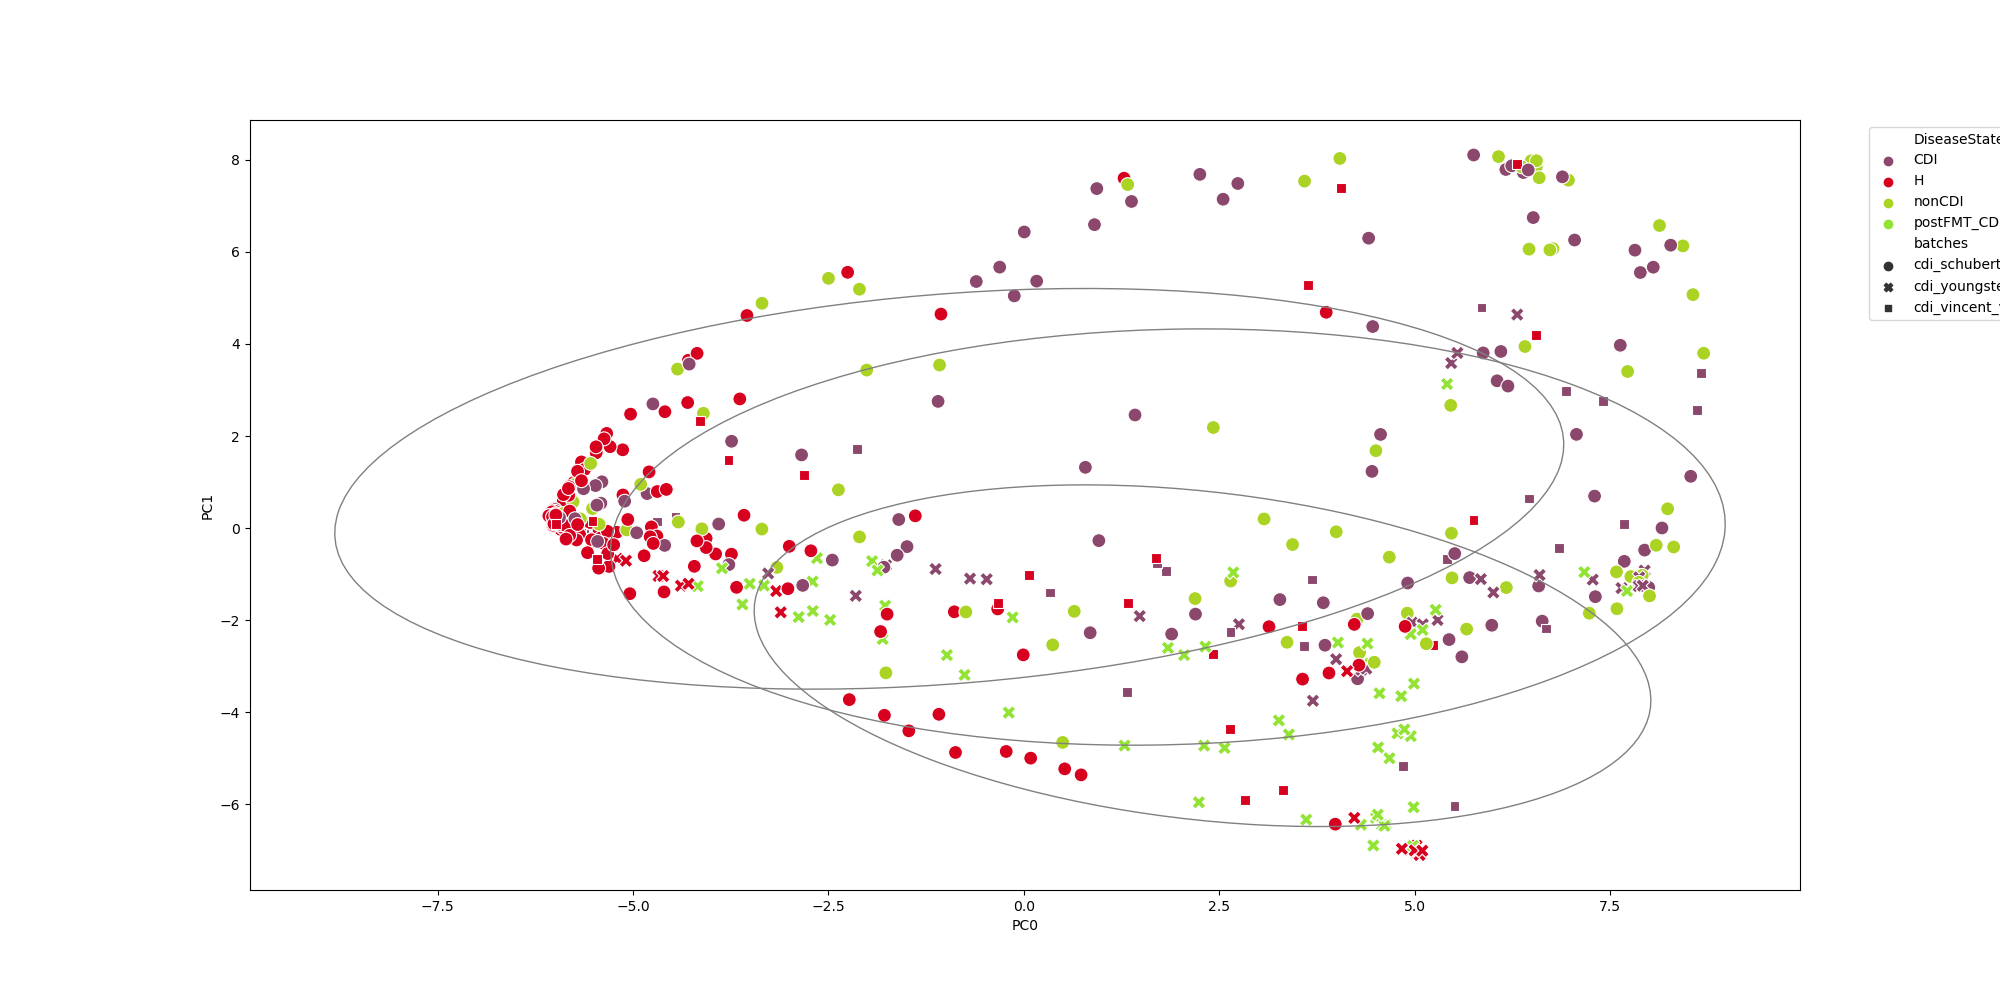 DiseaseState
CDI
H
nonCDI
postFMT_CD
batches
cdi_schubert
cdi_youngste
cdi_vincent_
8
6
4
2
0
−2
−4
−6
PC1
−7.5 −5.0 −2.5 0.0 2.5 5.0 7.5
PC0